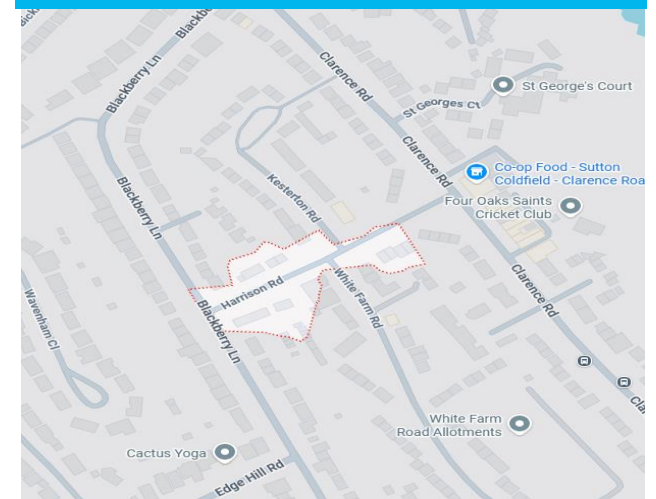 Blackberry Ln
Clarence Rd
St George's Court
St Georges Ct
Co-op Food - Sutton
Coldfield - Clarence Roa
Clarence Rd
Four Oaks Saints
Cricket Club
Kesterton Rd
Blackberry Ln
Harrison Rd
White Farm Rd
Clarence Rd
Wavenham Cl
Blackberry Ln
White Farm
Road Allotments
Cactus Yoga
Edge Hill Rd